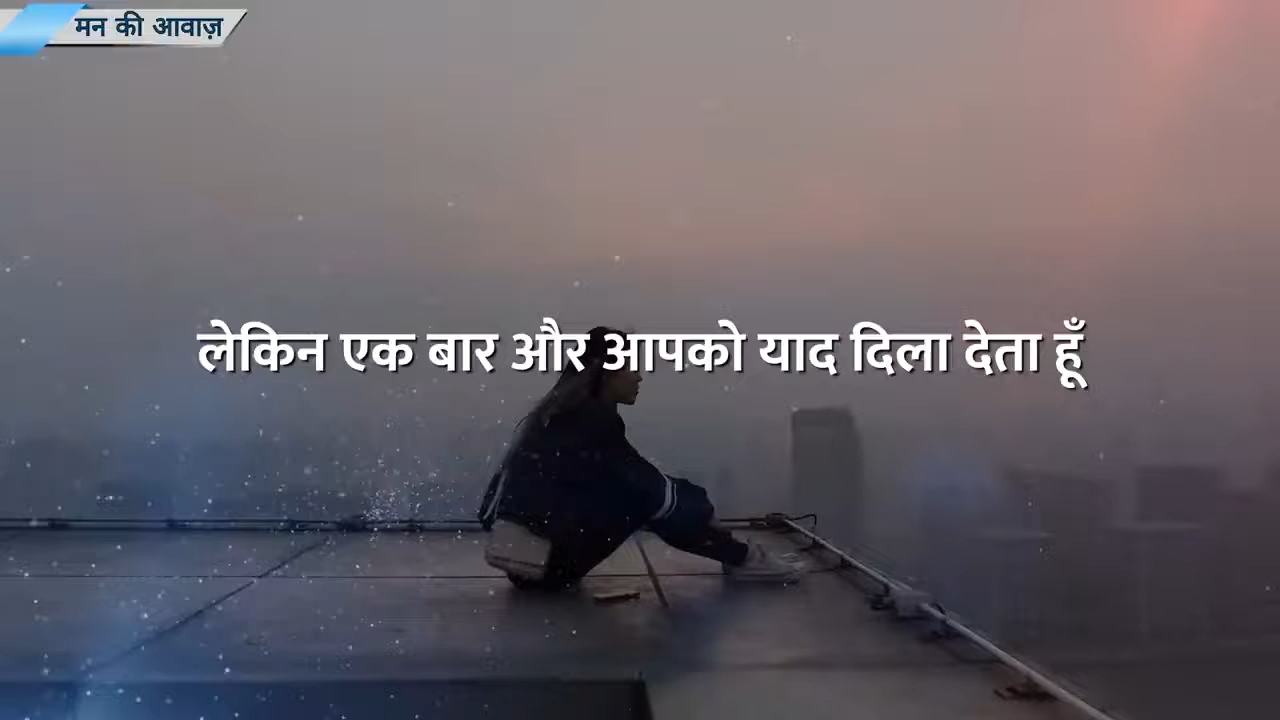 मन की आवाज़
लेकिन एक बार और आपको याद दिला देता हूँ